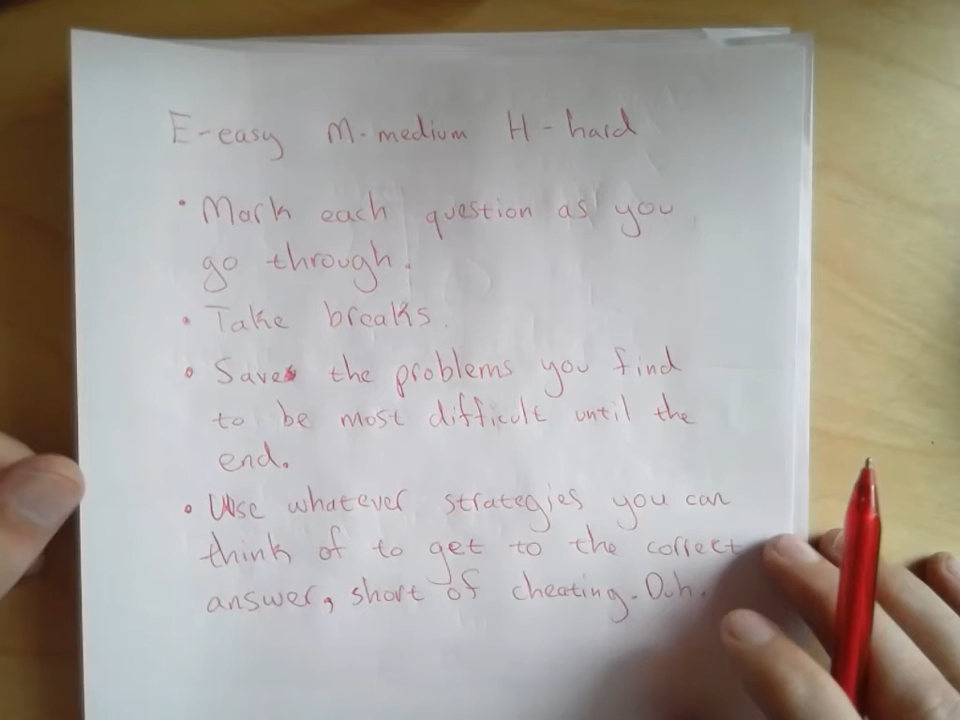 E-easy M-medium H-hard
• Mark each question as you
go through.
• Take breaks.
• Save the problems you find
to be most difficult until the
end.
• Use whatever strategies you can
think of to get to the correct
answer, short of cheating. Duh.